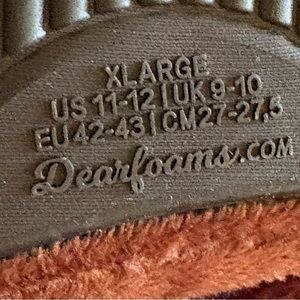 XLARGE
US 11-12 | UK 9-10
EU 42-43 | CM 27-27,5
Dearfoams.COM